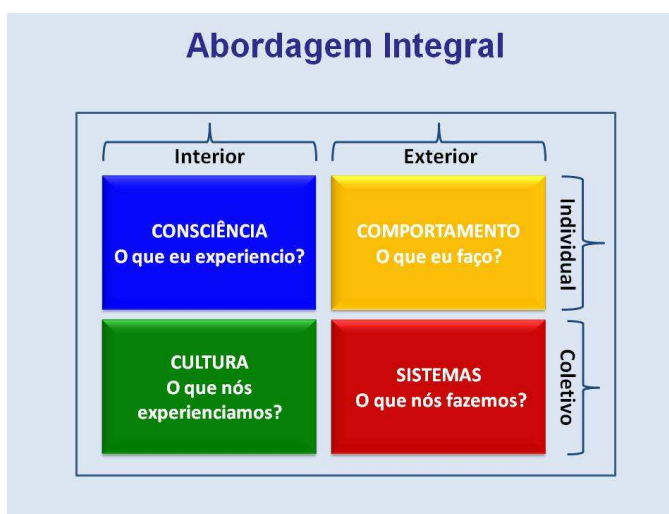 Abordagem Integral
Interior
Exterior
CONSCIÊNCIA
O que eu experiencio?
COMPORTAMENTO
O que eu faço?
Individual
CULTURA
O que nós
experienciamos?
SISTEMAS
O que nós fazemos?
Coletivo